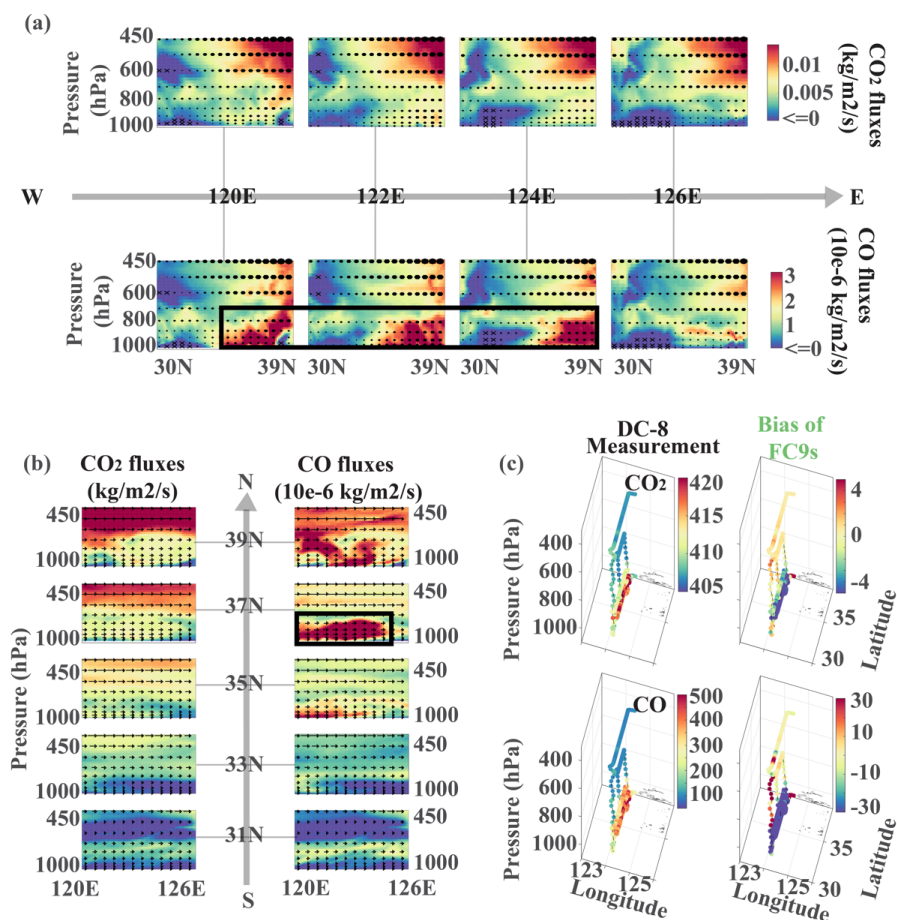 (a)
Pressure
(hPa)
450
600
800
1000
0.01
0.005
<=0
CO2 fluxes
(kg/m2/s)
W
120E
122E
124E
126E
E
Pressure
(hPa)
450
600
800
1000
30N
39N
30N
39N
30N
39N
30N
39N
3
2
1
<=0
CO fluxes
(10e-6 kg/m2/s)
(b)
CO2 fluxes
(kg/m2/s)
N
CO fluxes
(10e-6 kg/m2/s)
Pressure (hPa)
450
1000
39N
450
1000
450
1000
37N
450
1000
450
1000
35N
450
1000
450
1000
33N
450
1000
450
1000
31N
450
1000
120E
126E
S
120E
126E
(c)
DC-8
Measurement
Bias of
FC9s
CO2
Pressure (hPa)
400
600
800
1000
420
415
410
405
4
0
-4
35
30
Latitude
CO
Pressure (hPa)
400
600
800
1000
500
400
300
200
100
30
15
0
-15
-30
35
30
Latitude
123
125
Longitude
123
125
Longitude